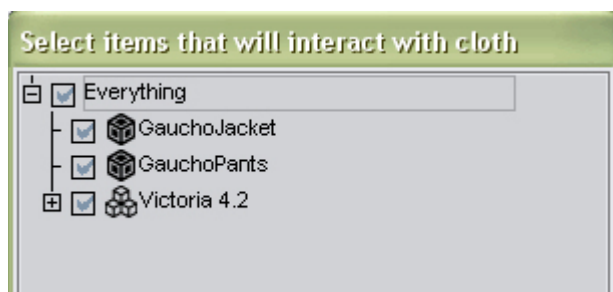 Select items that will interact with cloth
Everything
GauchoJacket
GauchoPants
Victoria 4.2